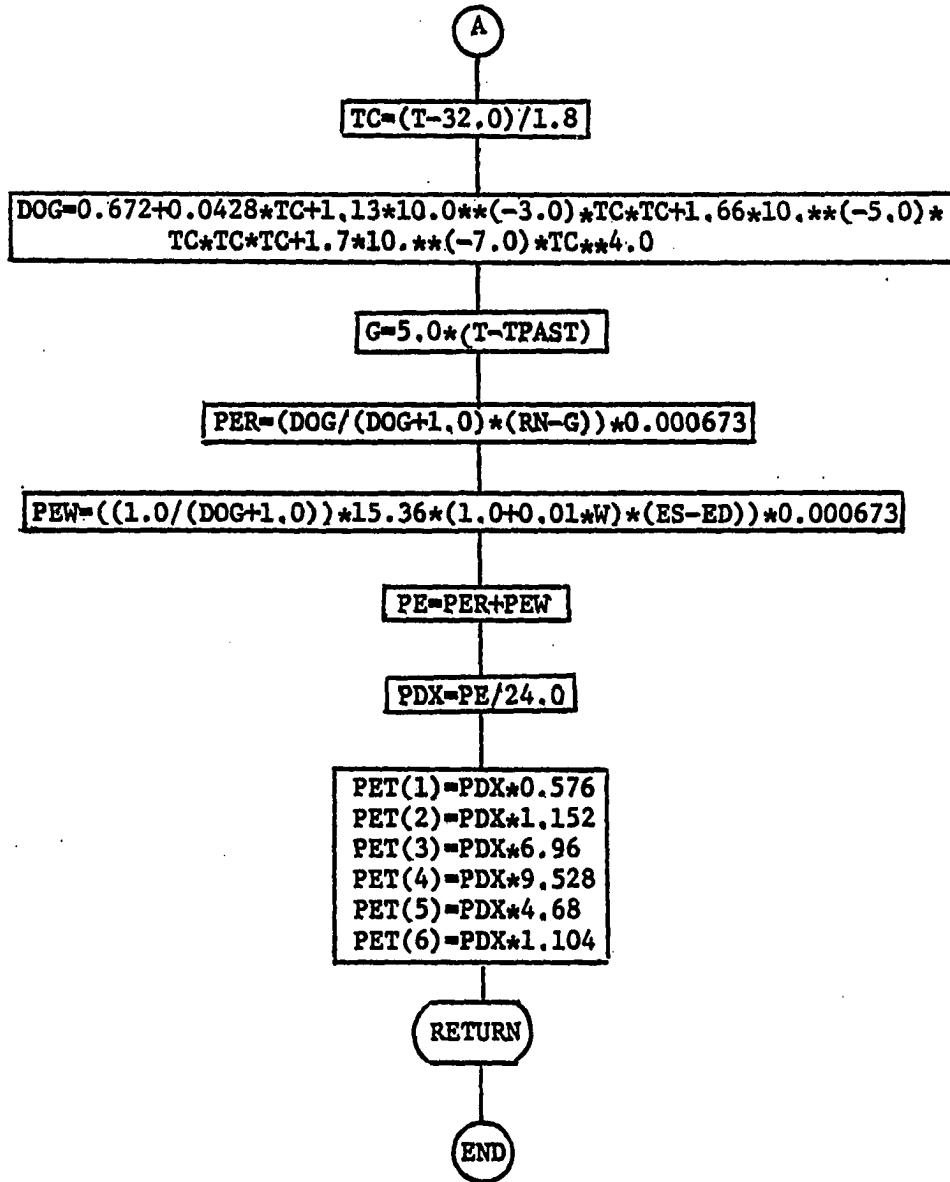 A
TC=(T-32.0)/1.8
DOG=0.672+0.0428*TC+1.13*10.0**(-3.0)*TC*TC+1.66*10.**(-5.0)*
TC*TC*TC+1.7*10.**(-7.0)*TC**4.0
G=5.0*(T-TPAST)
PER=(DOG/(DOG+1.0)*(RN-G))*0.000673
PEW=((1.0/(DOG+1.0))*15.36*(1.0+0.01*W)*(ES-ED))*0.000673
PE=PER+PEW
PDX=PE/24.0
PET(1)=PDX*0.576
PET(2)=PDX*1.152
PET(3)=PDX*6.96
PET(4)=PDX*9.528
PET(5)=PDX*4.68
PET(6)=PDX*1.104
RETURN
END